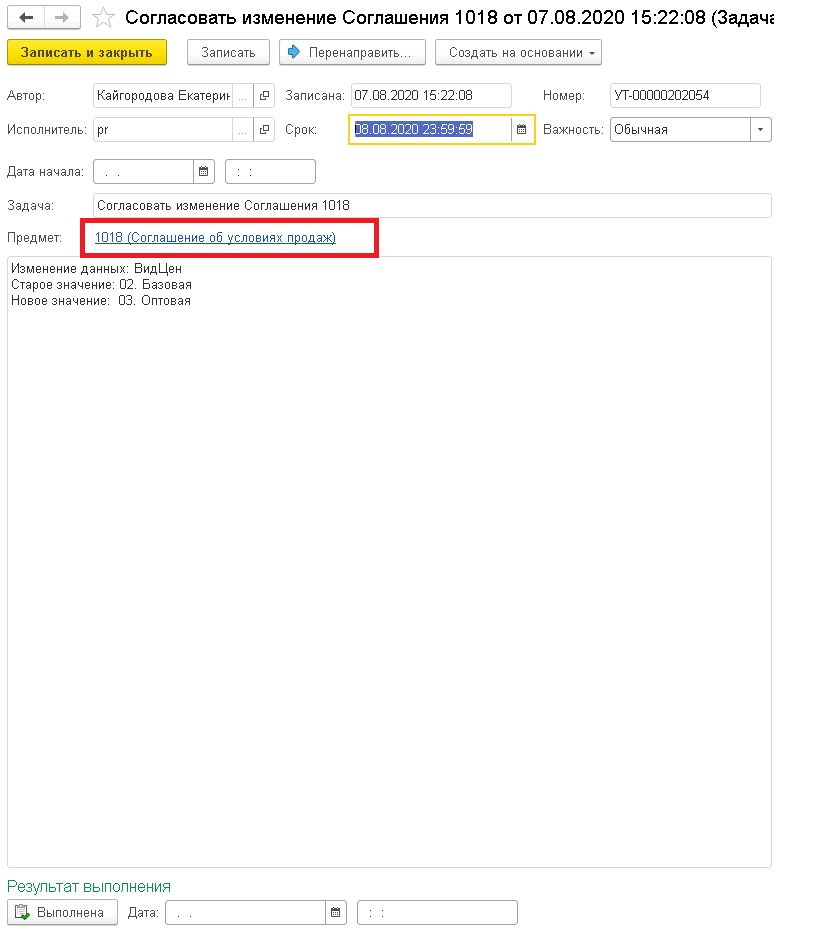 Согласовать изменение Соглашения 1018 от 07.08.2020 15:22:08 (Задача
Записать и закрыть Записать Перенаправить... Создать на основании
Автор: Кайгородова Екатерин ... Записана: 07.08.2020 15:22:08 Номер: УТ-00000202054
Исполнитель: pr ... Срок: 08.08.2020 23:59:59 Важность: Обычная
Дата начала: . . : :
Задача: Согласовать изменение Соглашения 1018
Предмет: 1018 (Соглашение об условиях продаж)
Изменение данных: ВидЦен
Старое значение: 02. Базовая
Новое значение: 03. Оптовая
Результат выполнения
Выполнена Дата: . . : :